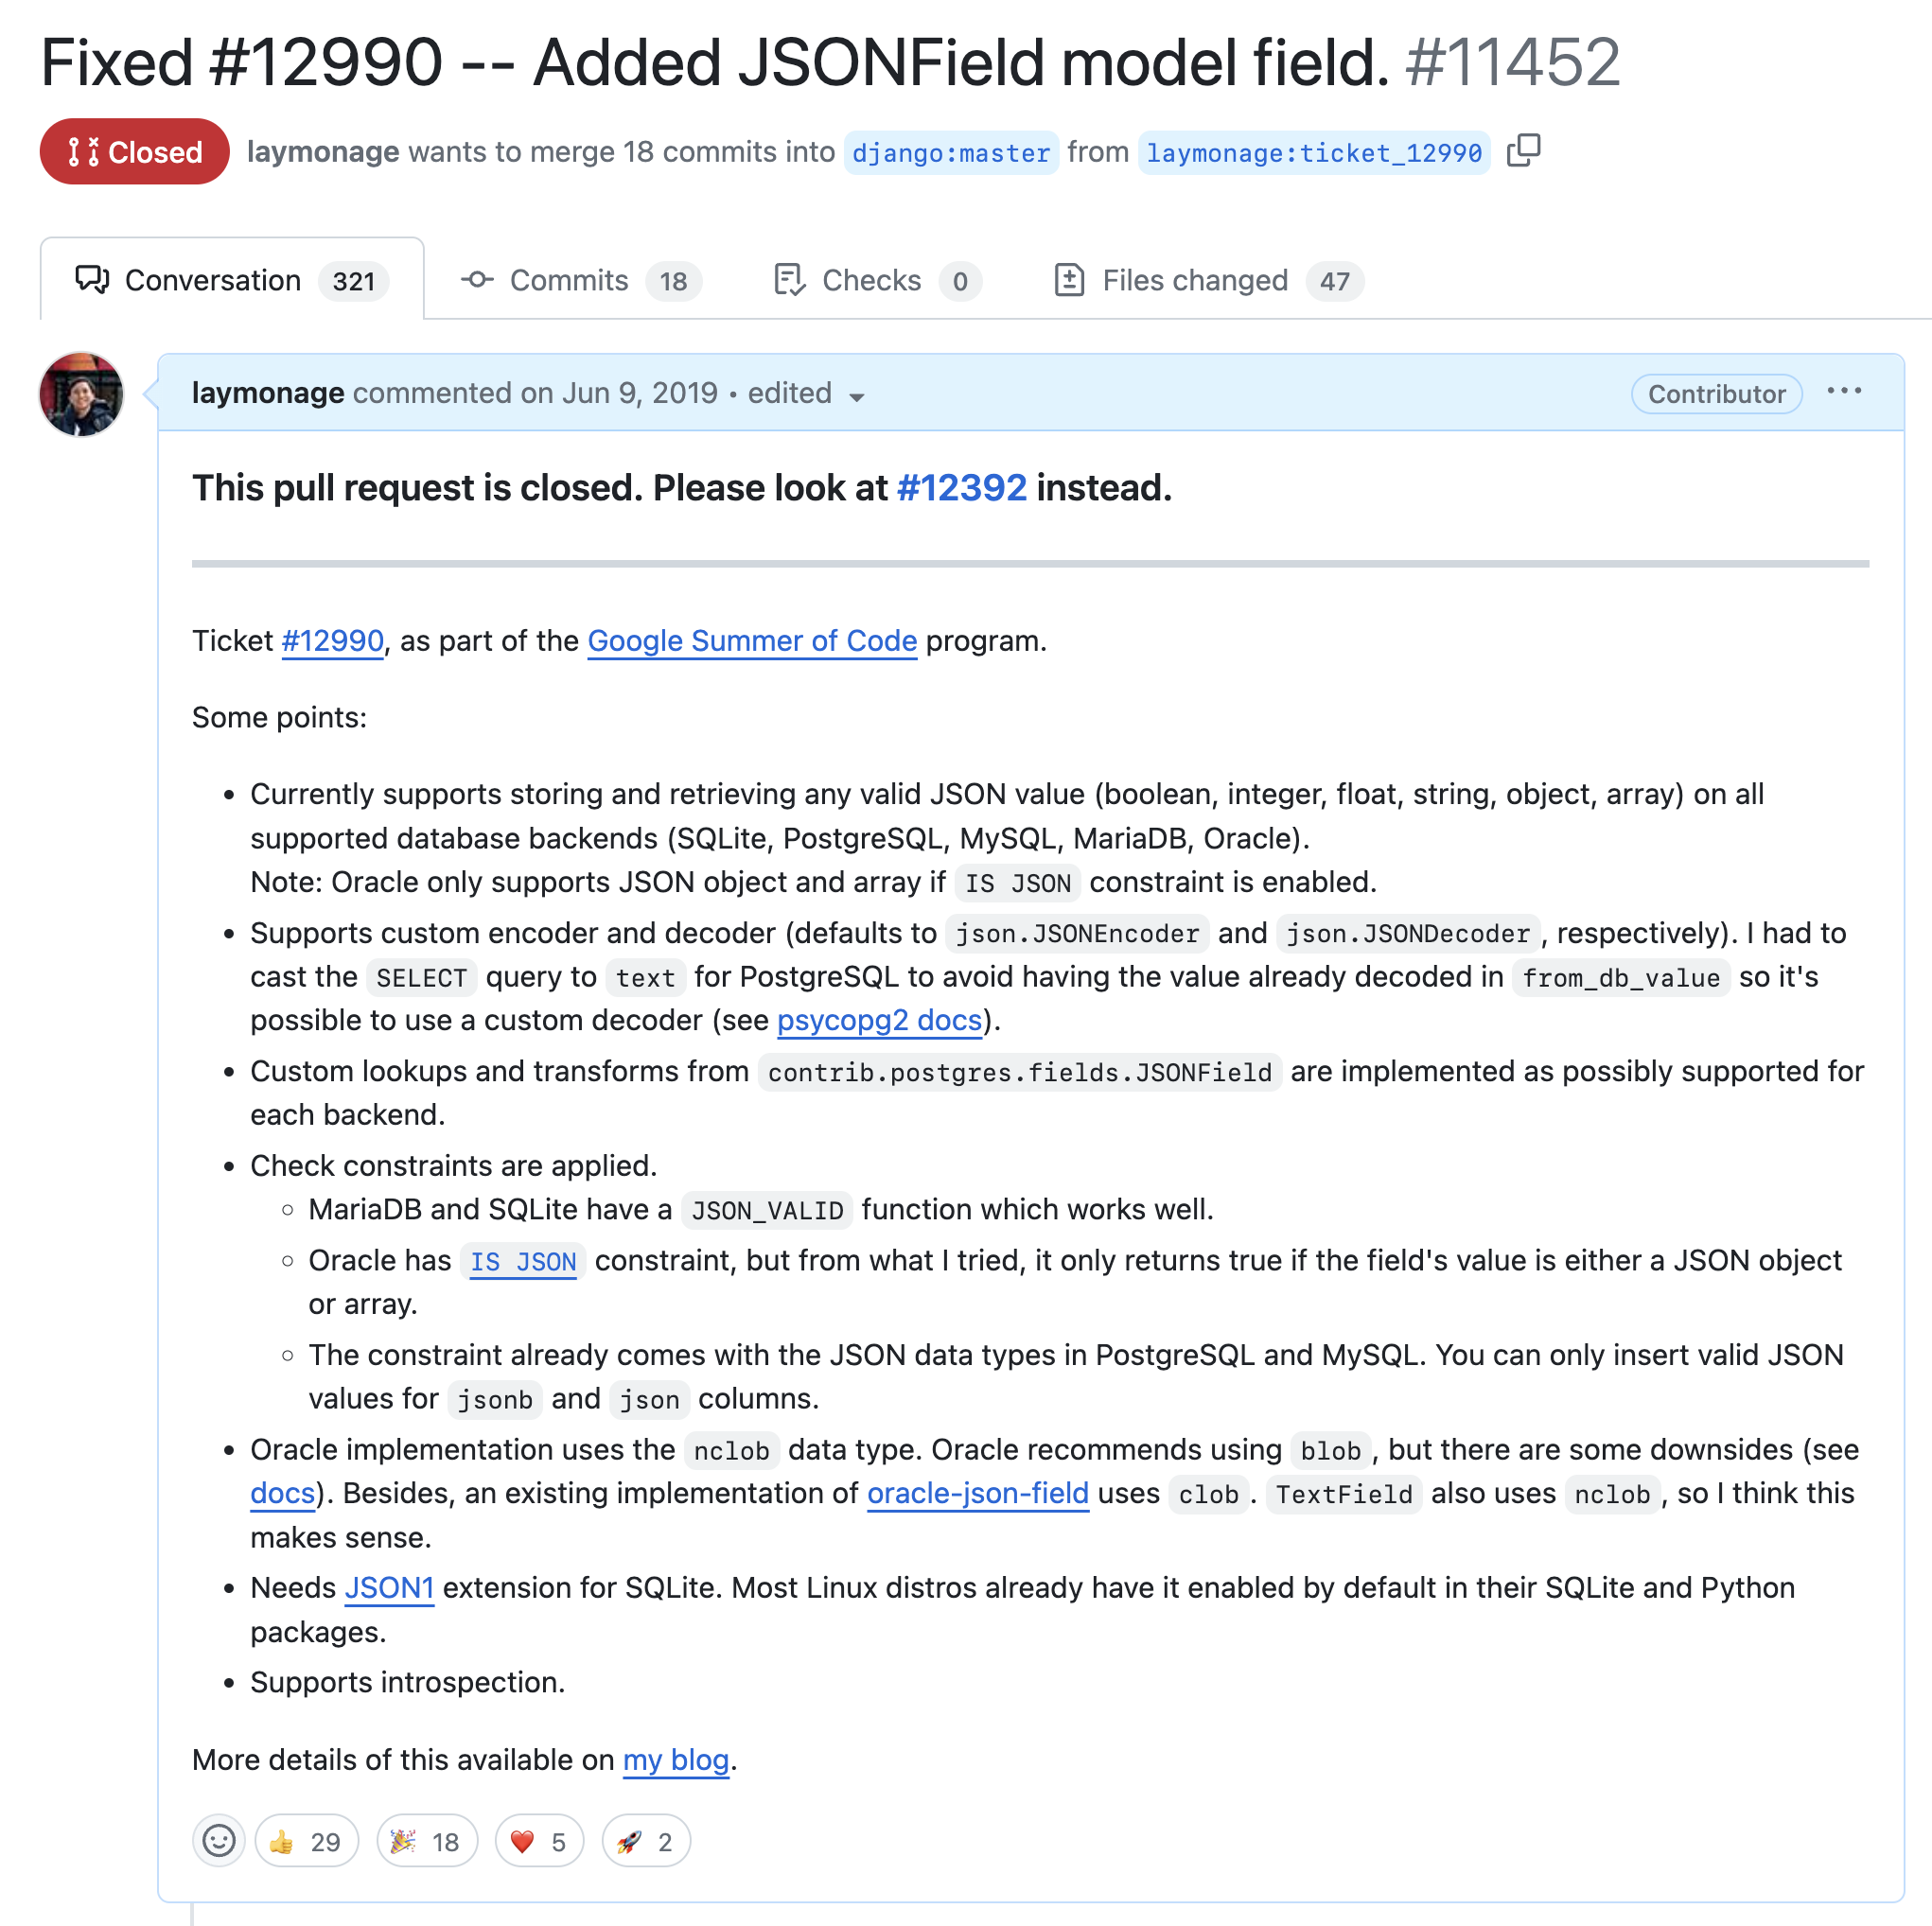 Fixed #12990 -- Added JSONField model field. #11452
Closed laymonage wants to merge 18 commits into django:master from laymonage:ticket_12990
Conversation 321 Commits 18 Checks 0 Files changed 47
laymonage commented on Jun 9, 2019 • edited Contributor
This pull request is closed. Please look at #12392 instead.
Ticket #12990, as part of the Google Summer of Code program.
Some points:
• Currently supports storing and retrieving any valid JSON value (boolean, integer, float, string, object, array) on all
supported database backends (SQLite, PostgreSQL, MySQL, MariaDB, Oracle).
Note: Oracle only supports JSON object and array if IS JSON constraint is enabled.
• Supports custom encoder and decoder (defaults to json.JSONEncoder and json.JSONDecoder, respectively). I had to
cast the SELECT query to text for PostgreSQL to avoid having the value already decoded in from_db_value so it's
possible to use a custom decoder (see psycopg2 docs).
• Custom lookups and transforms from contrib.postgres.fields.JSONField are implemented as possibly supported for
each backend.
• Check constraints are applied.
◦ MariaDB and SQLite have a JSON_VALID function which works well.
◦ Oracle has IS JSON constraint, but from what I tried, it only returns true if the field's value is either a JSON object
or array.
◦ The constraint already comes with the JSON data types in PostgreSQL and MySQL. You can only insert valid JSON
values for jsonb and json columns.
• Oracle implementation uses the nclob data type. Oracle recommends using blob, but there are some downsides (see
docs). Besides, an existing implementation of oracle-json-field uses clob. TextField also uses nclob, so I think this
makes sense.
• Needs JSON1 extension for SQLite. Most Linux distros already have it enabled by default in their SQLite and Python
packages.
• Supports introspection.
More details of this available on my blog.
👍 29 🎉 18 ❤️ 5 🚀 2